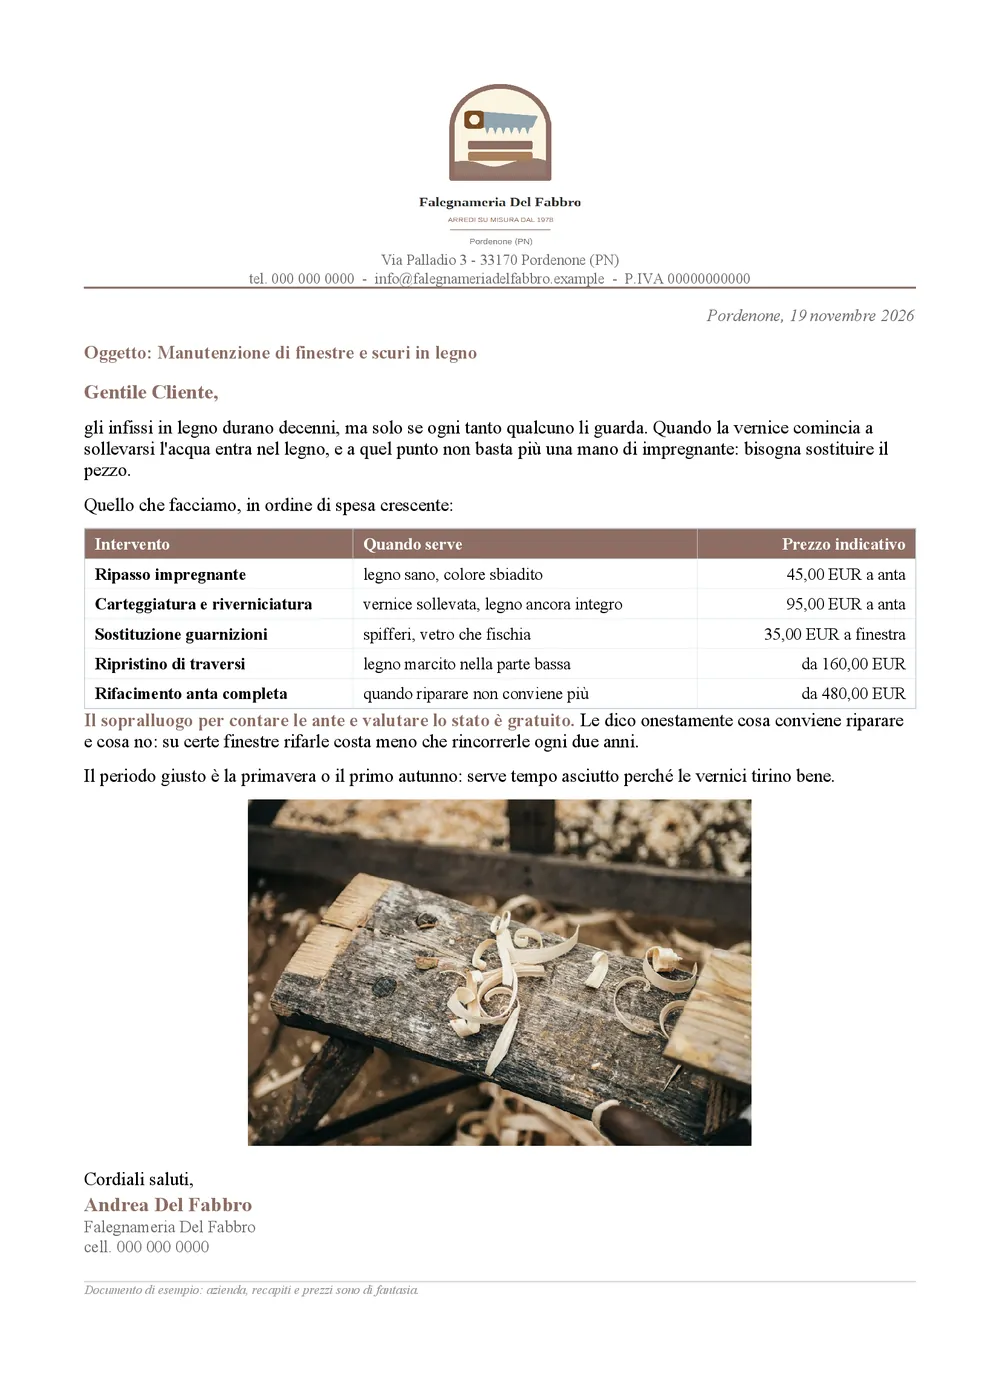 Falegnameria Del Fabbro
ARREDI SU MISURA DAL 1978
Pordenone (PN)
Via Palladio 3 - 33170 Pordenone (PN)
tel. 000 000 0000 - info@falegnameriadelfabbro.example - P.IVA 00000000000
Pordenone, 19 novembre 2026
Oggetto: Manutenzione di finestre e scuri in legno
Gentile Cliente,
gli infissi in legno durano decenni, ma solo se ogni tanto qualcuno li guarda. Quando la vernice comincia a
sollevarsi l'acqua entra nel legno, e a quel punto non basta più una mano di impregnante: bisogna sostituire il
pezzo.
Quello che facciamo, in ordine di spesa crescente:
Intervento Quando serve Prezzo indicativo
Ripasso impregnante legno sano, colore sbiadito 45,00 EUR a anta
Carteggiatura e riverniciatura vernice sollevata, legno ancora integro 95,00 EUR a anta
Sostituzione guarnizioni spifferi, vetro che fischia 35,00 EUR a finestra
Ripristino di traversi legno marcito nella parte bassa da 160,00 EUR
Rifacimento anta completa quando riparare non conviene più da 480,00 EUR
Il sopralluogo per contare le ante e valutare lo stato è gratuito. Le dico onestamente cosa conviene riparare
e cosa no: su certe finestre rifarle costa meno che rincorrerle ogni due anni.
Il periodo giusto è la primavera o il primo autunno: serve tempo asciutto perché le vernici tirino bene.
Cordiali saluti,
Andrea Del Fabbro
Falegnameria Del Fabbro
cell. 000 000 0000
Documento di esempio: azienda, recapiti e prezzi sono di fantasia.